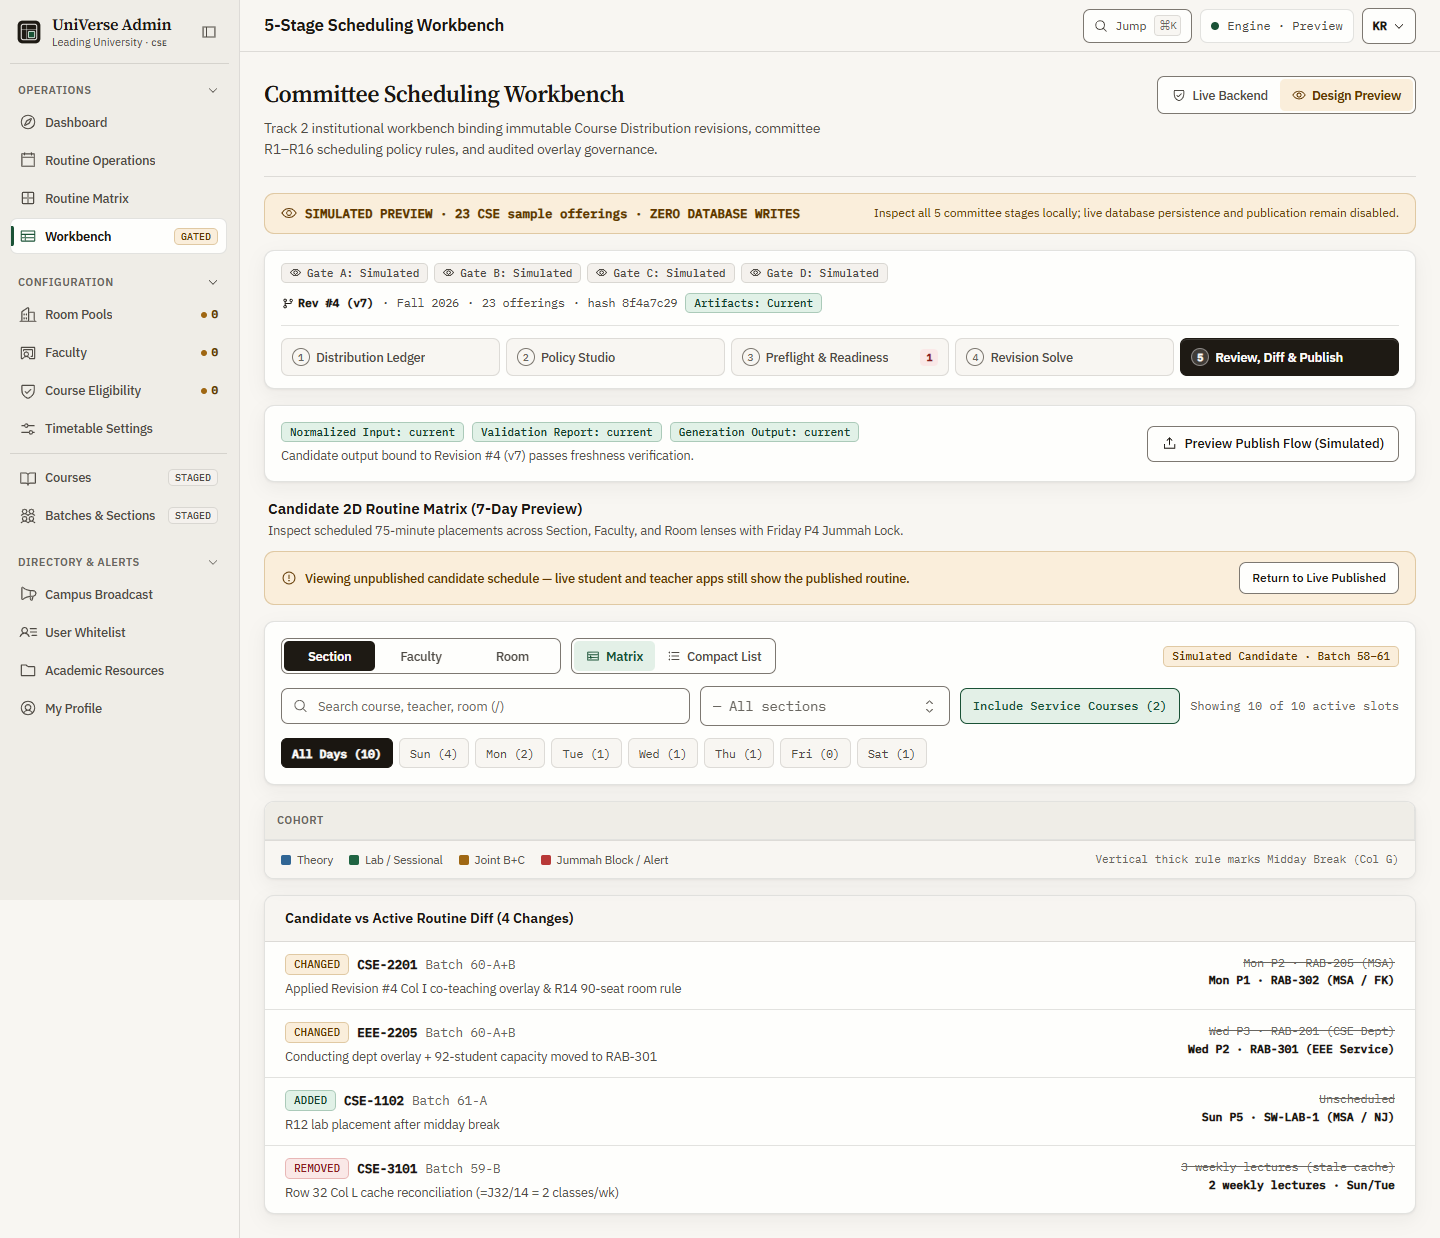 UniVerse Admin
Leading University · CSE
OPERATIONS
Dashboard
Routine Operations
Routine Matrix
Workbench GATED
CONFIGURATION
Room Pools 0
Faculty 0
Course Eligibility 0
Timetable Settings
Courses STAGED
Batches & Sections STAGED
DIRECTORY & ALERTS
Campus Broadcast
User Whitelist
Academic Resources
My Profile
5-Stage Scheduling Workbench
Jump ⌘K
Engine · Preview
KR
Committee Scheduling Workbench
Track 2 institutional workbench binding immutable Course Distribution revisions, committee
R1–R16 scheduling policy rules, and audited overlay governance.
Live Backend Design Preview
SIMULATED PREVIEW · 23 CSE sample offerings · ZERO DATABASE WRITES
Inspect all 5 committee stages locally; live database persistence and publication remain disabled.
Gate A: Simulated Gate B: Simulated Gate C: Simulated Gate D: Simulated
Rev #4 (v7) · Fall 2026 · 23 offerings · hash 8f4a7c29 Artifacts: Current
1 Distribution Ledger
2 Policy Studio
3 Preflight & Readiness 1
4 Revision Solve
5 Review, Diff & Publish
Normalized Input: current Validation Report: current Generation Output: current
Candidate output bound to Revision #4 (v7) passes freshness verification.
Preview Publish Flow (Simulated)
Candidate 2D Routine Matrix (7-Day Preview)
Inspect scheduled 75-minute placements across Section, Faculty, and Room lenses with Friday P4 Jummah Lock.
Viewing unpublished candidate schedule — live student and teacher apps still show the published routine.
Return to Live Published
Section Faculty Room
Matrix Compact List
Simulated Candidate · Batch 58–61
Search course, teacher, room (/)
— All sections
Include Service Courses (2)
Showing 10 of 10 active slots
All Days (10) Sun (4) Mon (2) Tue (1) Wed (1) Thu (1) Fri (0) Sat (1)
COHORT
Theory Lab / Sessional Joint B+C Jummah Block / Alert
Vertical thick rule marks Midday Break (Col G)
Candidate vs Active Routine Diff (4 Changes)
CHANGED CSE-2201 Batch 60-A+B
Applied Revision #4 Col I co-teaching overlay & R14 90-seat room rule
Mon P2 · RAB-205 (MSA)
Mon P1 · RAB-302 (MSA / FK)
CHANGED EEE-2205 Batch 60-A+B
Conducting dept overlay + 92-student capacity moved to RAB-301
Wed P3 · RAB-201 (CSE Dept)
Wed P2 · RAB-301 (EEE Service)
ADDED CSE-1102 Batch 61-A
R12 lab placement after midday break
Unscheduled
Sun P5 · SW-LAB-1 (MSA / NJ)
REMOVED CSE-3101 Batch 59-B
Row 32 Col L cache reconciliation (=J32/14 = 2 classes/wk)
3 weekly lectures (stale cache)
2 weekly lectures · Sun/Tue